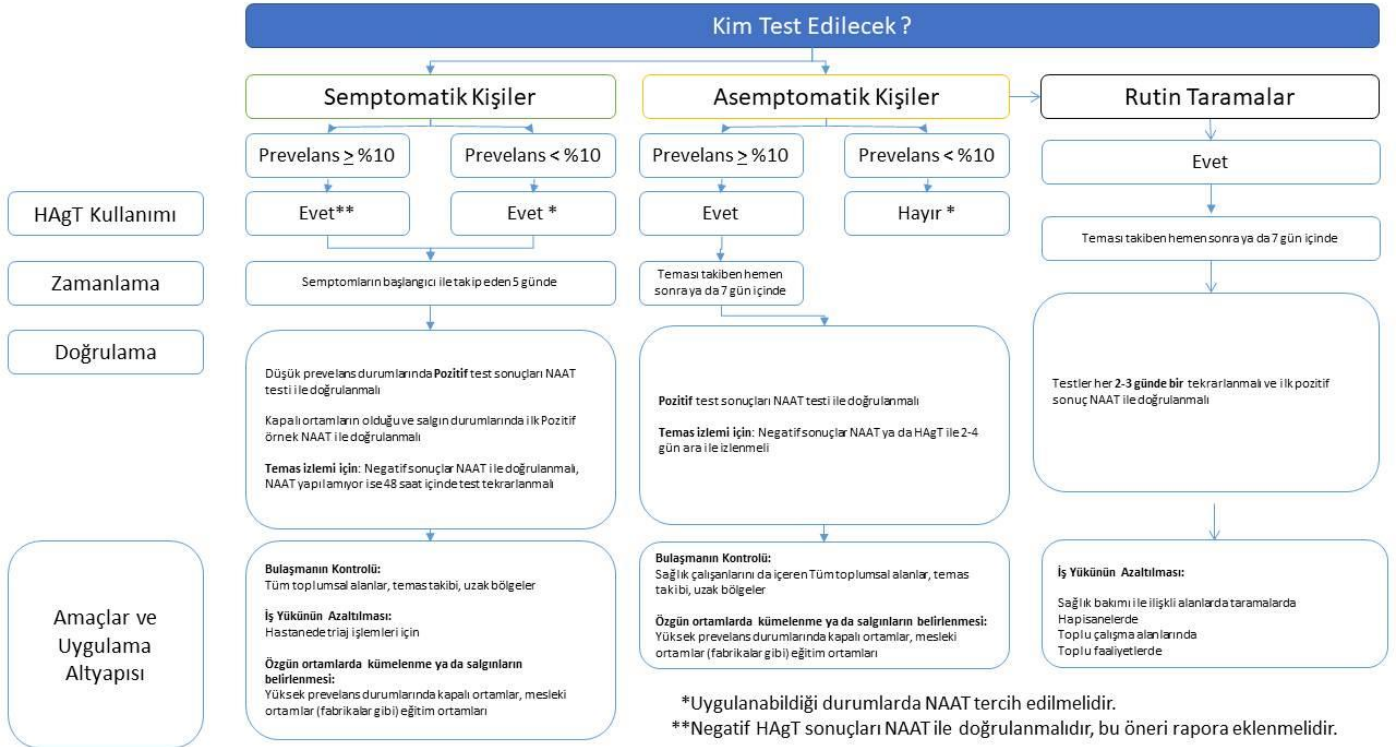 Kim Test Edilecek ?
Semptomatik Kişiler
Asemptomatik Kişiler
Rutin Taramalar
Prevelans ≥ %10
Prevelans < %10
Prevelans ≥ %10
Prevelans < %10
Evet
HAgT Kullanımı
Evet**
Evet *
Evet
Hayır *
Teması takiben hemen sonra ya da 7 gün içinde
Zamanlama
Semptomların başlangıcı ile takip eden 5 günde
Teması takiben hemen
sonra ya da 7 gün içinde
Doğrulama
Düşük prevelans durumlarında Pozitif test sonuçları NAAT
testi ile doğrulanmalı
Kapalı ortamların olduğu ve salgın durumlarında ilk Pozitif
örnek NAAT ile doğrulanmalı
Temas izlemi için: Negatif sonuçlar NAAT ile doğrulanmalı,
NAAT yapılamıyor ise 48 saat içinde test tekrarlanmalı
Pozitif test sonuçları NAAT testi ile doğrulanmalı
Temas izlemi için: Negatif sonuçlar NAAT ya da HAgT ile 2-4
gün ara ile izlenmeli
Testler her 2-3 günde bir tekrarlanmalı ve ilk pozitif
sonuç NAAT ile doğrulanmalı
Amaçlar ve
Uygulama
Altyapısı
Bulaşmanın Kontrolü:
Tüm toplumsal alanlar, temas takibi, uzak bölgeler
İş Yükünün Azaltılması:
Hastanede triaj işlemleri için
Özgün ortamlarda kümelenme ya da salgınların
belirlenmesi:
Yüksek prevelans durumlarında kapalı ortamlar, mesleki
ortamlar (fabrikalar gibi) eğitim ortamları
Bulaşmanın Kontrolü:
Sağlık çalışanlarını da içeren Tüm toplumsal alanlar, temas
takibi, uzak bölgeler
Özgün ortamlarda kümelenme ya da salgınların belirlenmesi:
Yüksek prevelans durumlarında kapalı ortamlar, mesleki
ortamlar (fabrikalar gibi) eğitim ortamları
İş Yükünün Azaltılması:
Sağlık bakımı ile ilişkili alanlarda taramalarda
Hapisanelerde
Toplu çalışma alanlarında
Toplu faaliyetlerde
*Uygulanabildiği durumlarda NAAT tercih edilmelidir.
**Negatif HAgT sonuçları NAAT ile doğrulanmalıdır, bu öneri rapora eklenmelidir.